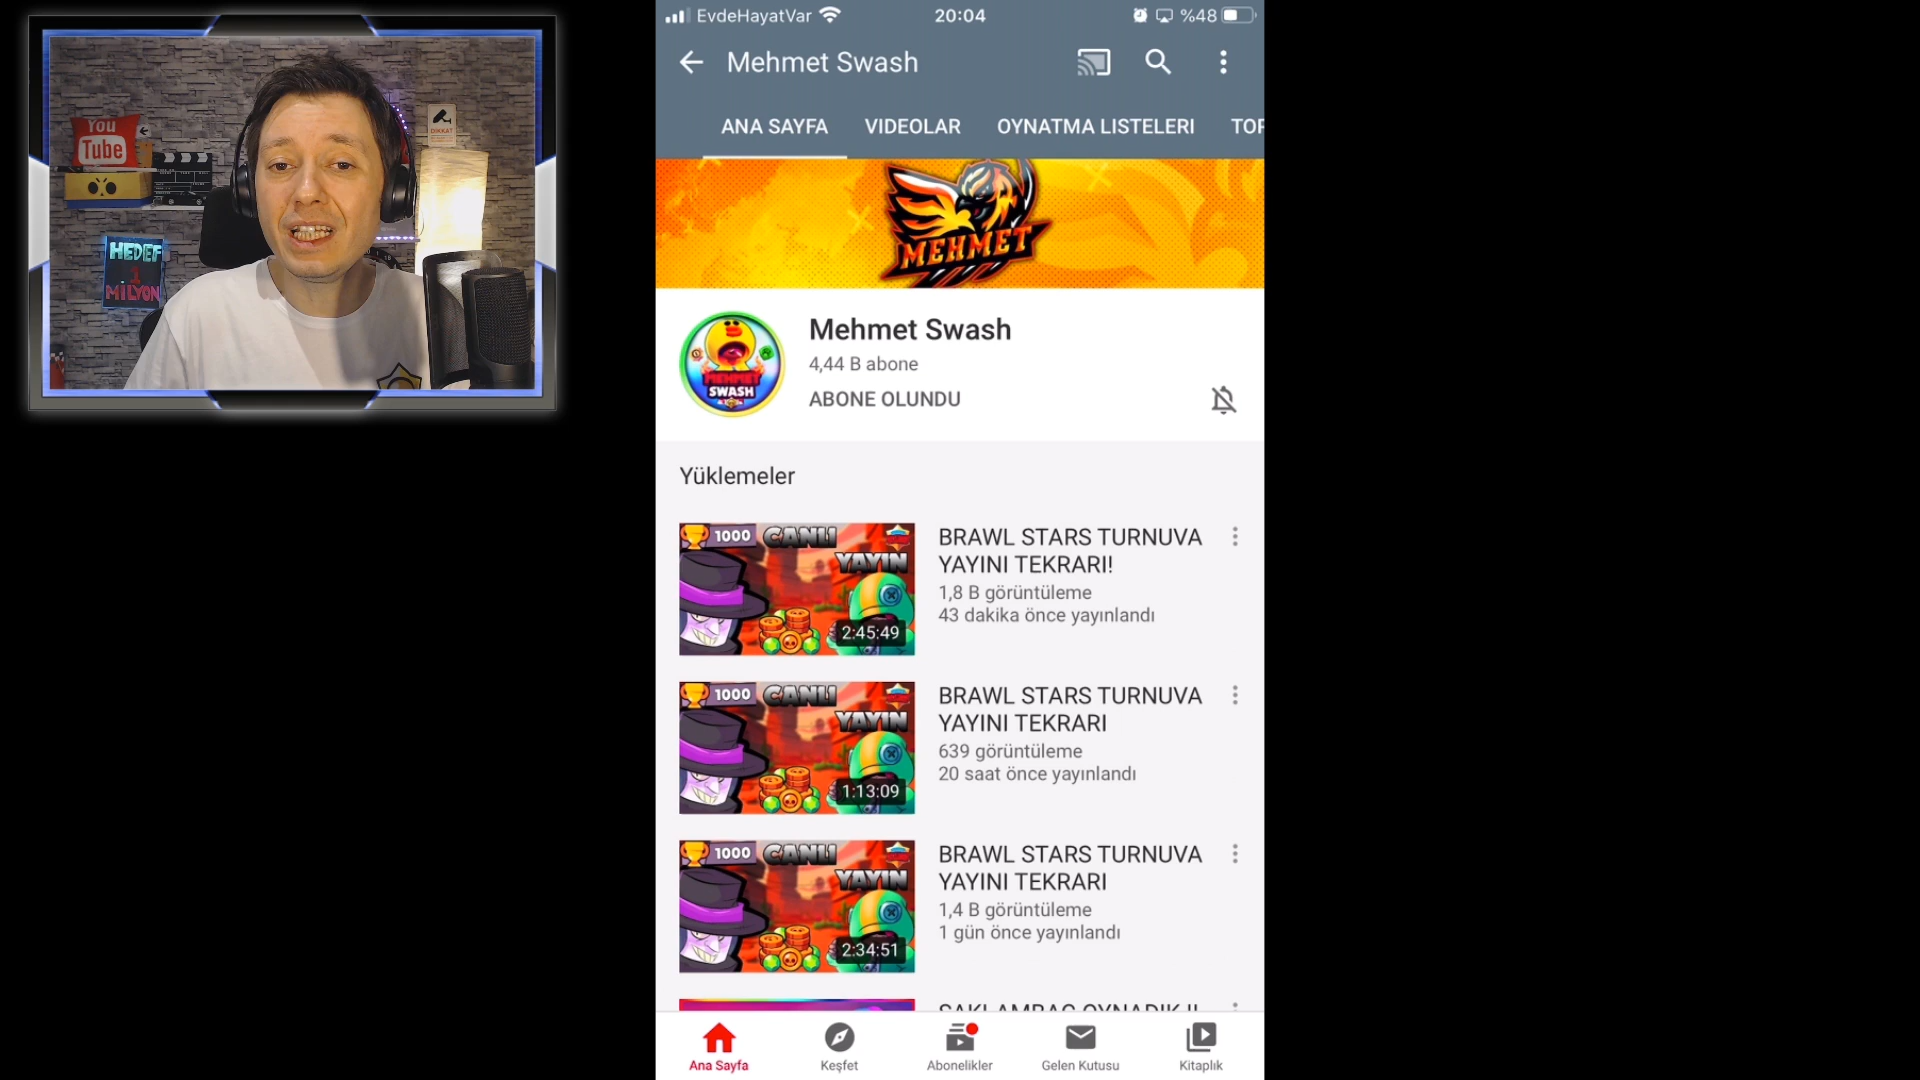 You
Tube
DİKKAT
HEDEF
1
MİLYON
EvdeHayatVar
20:04
%48
Mehmet Swash
ANA SAYFA
VIDEOLAR
OYNATMA LISTELERI
MEHMET
MEHMET
SWASH
Mehmet Swash
4,44 B abone
ABONE OLUNDU
Yüklemeler
1000
CANLI
YAYIN
2:45:49
BRAWL STARS TURNUVA
YAYINI TEKRARI!
1,8 B görüntüleme
43 dakika önce yayınlandı
1000
CANLI
YAYIN
1:13:09
BRAWL STARS TURNUVA
YAYINI TEKRARI
639 görüntüleme
20 saat önce yayınlandı
1000
CANLI
YAYIN
2:34:51
BRAWL STARS TURNUVA
YAYINI TEKRARI
1,4 B görüntüleme
1 gün önce yayınlandı
Ana Sayfa
Keşfet
Abonelikler
Gelen Kutusu
Kitaplık